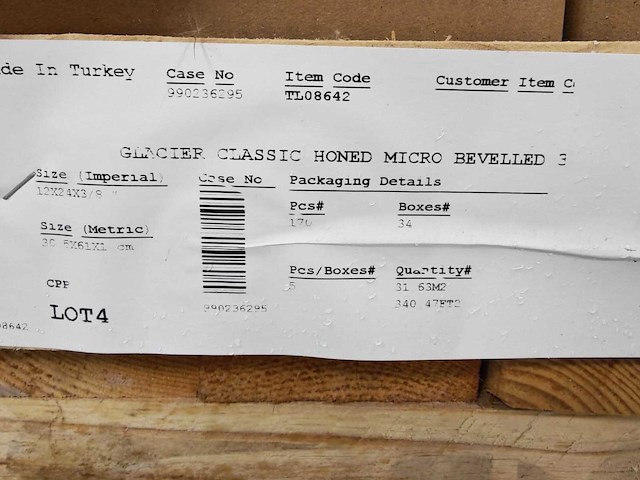 de In Turkey
Case No
990236295
Item Code
TL08642
Customer Item C
GLACIER CLASSIC HONED MICRO BEVELLED 3
Size (Imperial)
12X24X3/8 "
Case No
Packaging Details
Pcs#
170
Boxes#
34
Size (Metric)
30 5X61X1 cm
Pcs/Boxes#
5
Quantity#
31 63M2
340 47FT2
CPP
LOT4
990236295
08642